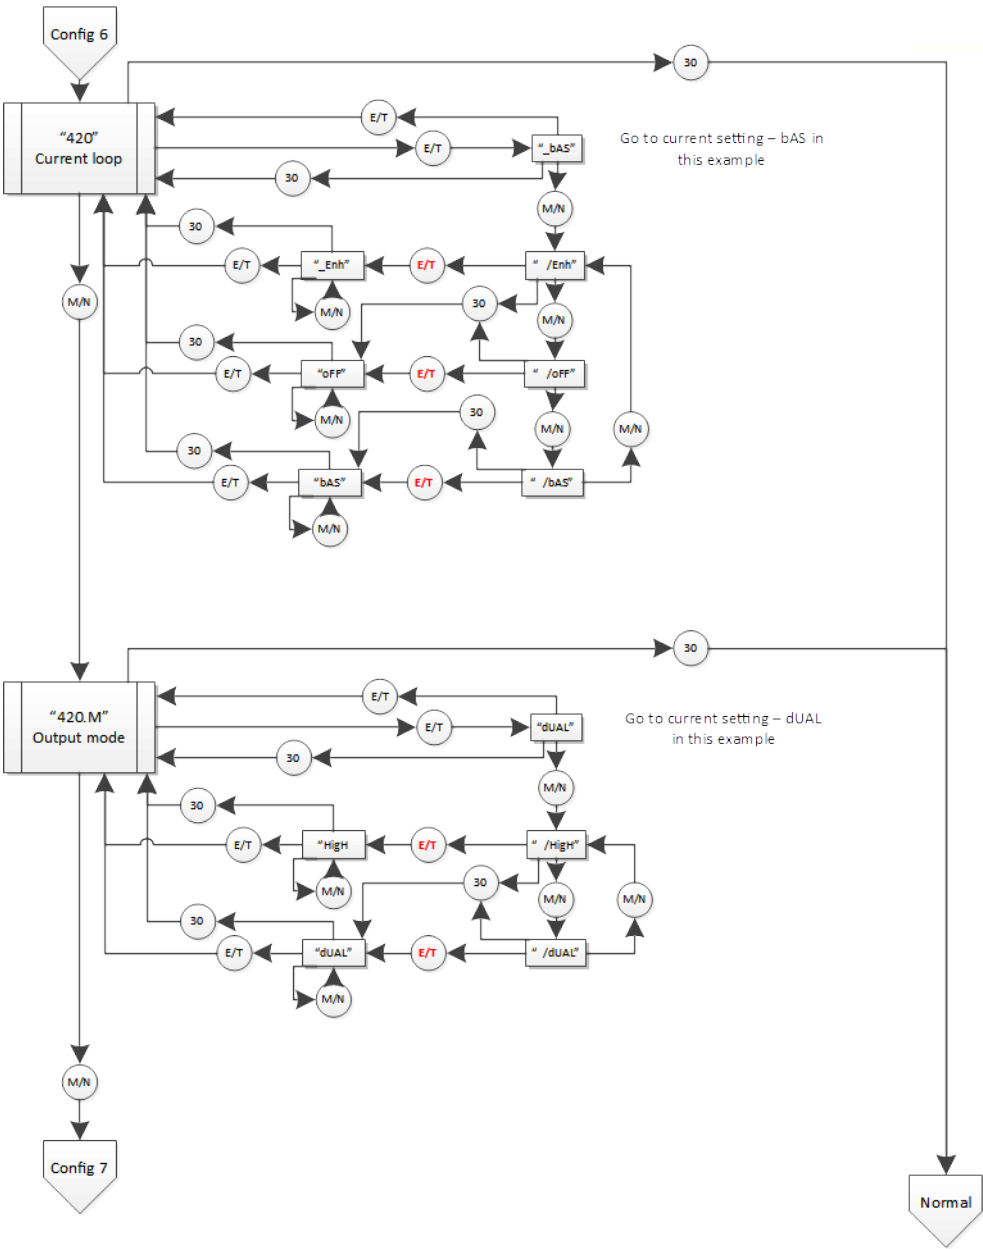 Config 6
30
E/T
"420"
Current loop
E/T
"_bAS"
Go to current setting – bAS in
this example
30
M/N
30
E/T
"_Enh"
E/T
" /Enh"
M/N
M/N
30
M/N
30
E/T
"oFF"
E/T
" /oFF"
M/N
30
M/N
M/N
30
E/T
"bAS"
E/T
" /bAS"
M/N
30
E/T
"420.M"
Output mode
E/T
"dUAL"
Go to current setting – dUAL
in this example
30
M/N
30
E/T
"HigH
E/T
" /HigH"
30
M/N
M/N
M/N
30
E/T
"dUAL"
E/T
" /dUAL"
M/N
M/N
Config 7
Normal